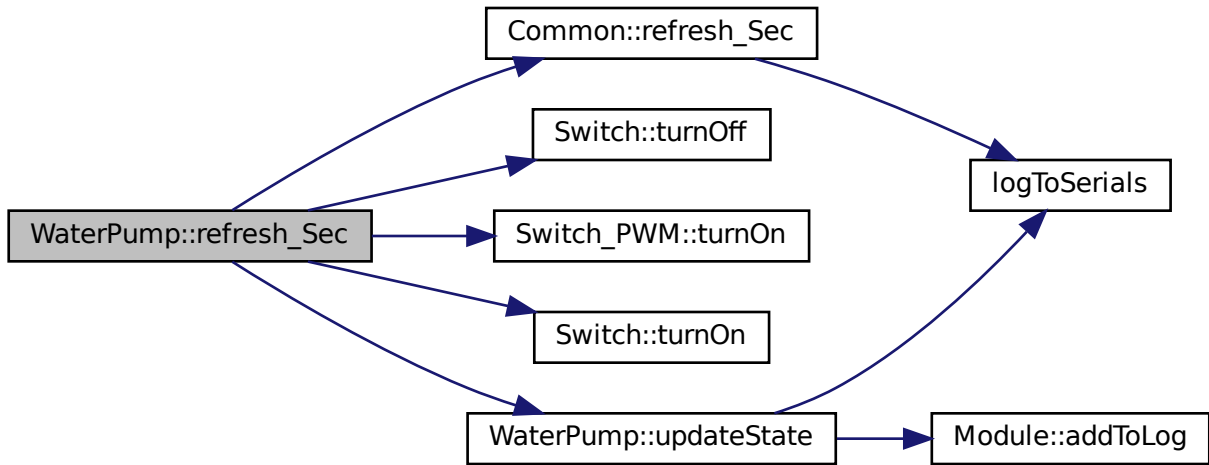 Common::refresh_Sec
Switch::turnOff
logToSerials
WaterPump::refresh_Sec
Switch_PWM::turnOn
Switch::turnOn
WaterPump::updateState
Module::addToLog